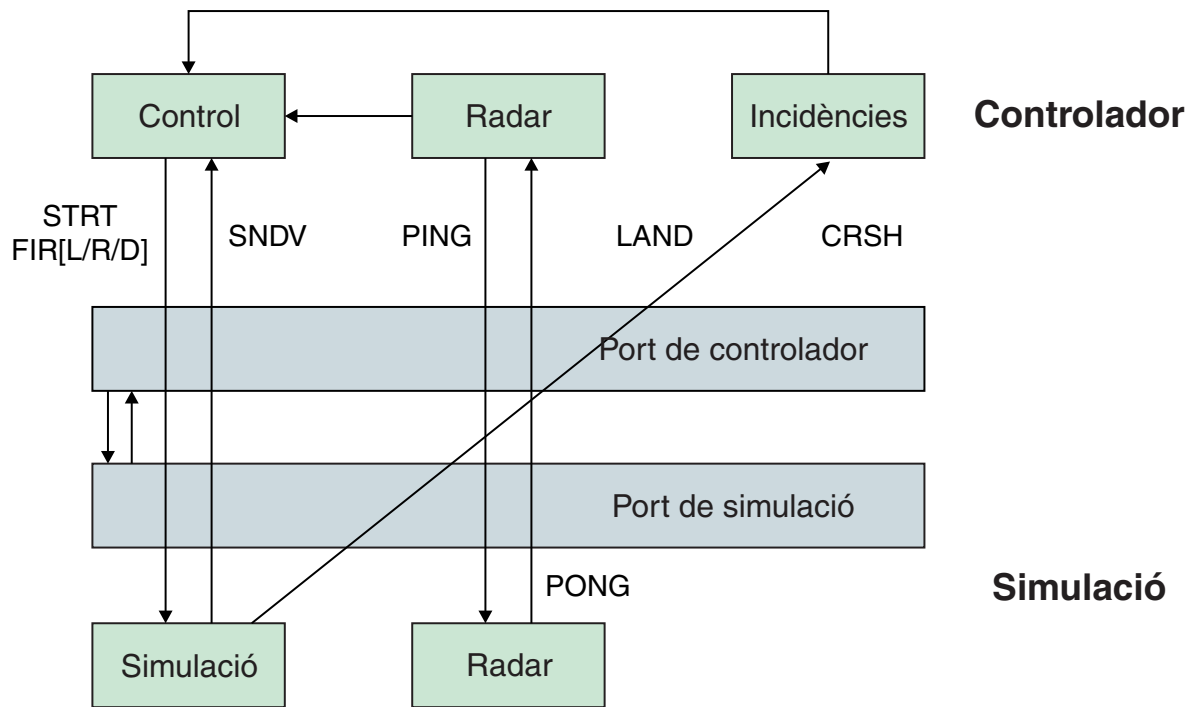 Control
Radar
Incidències
Controlador
STRT
FIR[L/R/D]
SNDV
PING
LAND
CRSH
Port de controlador
Port de simulació
PONG
Simulació
Simulació
Radar